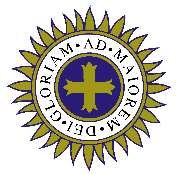 AD · MAIOREM · DEI · GLORIAM ·